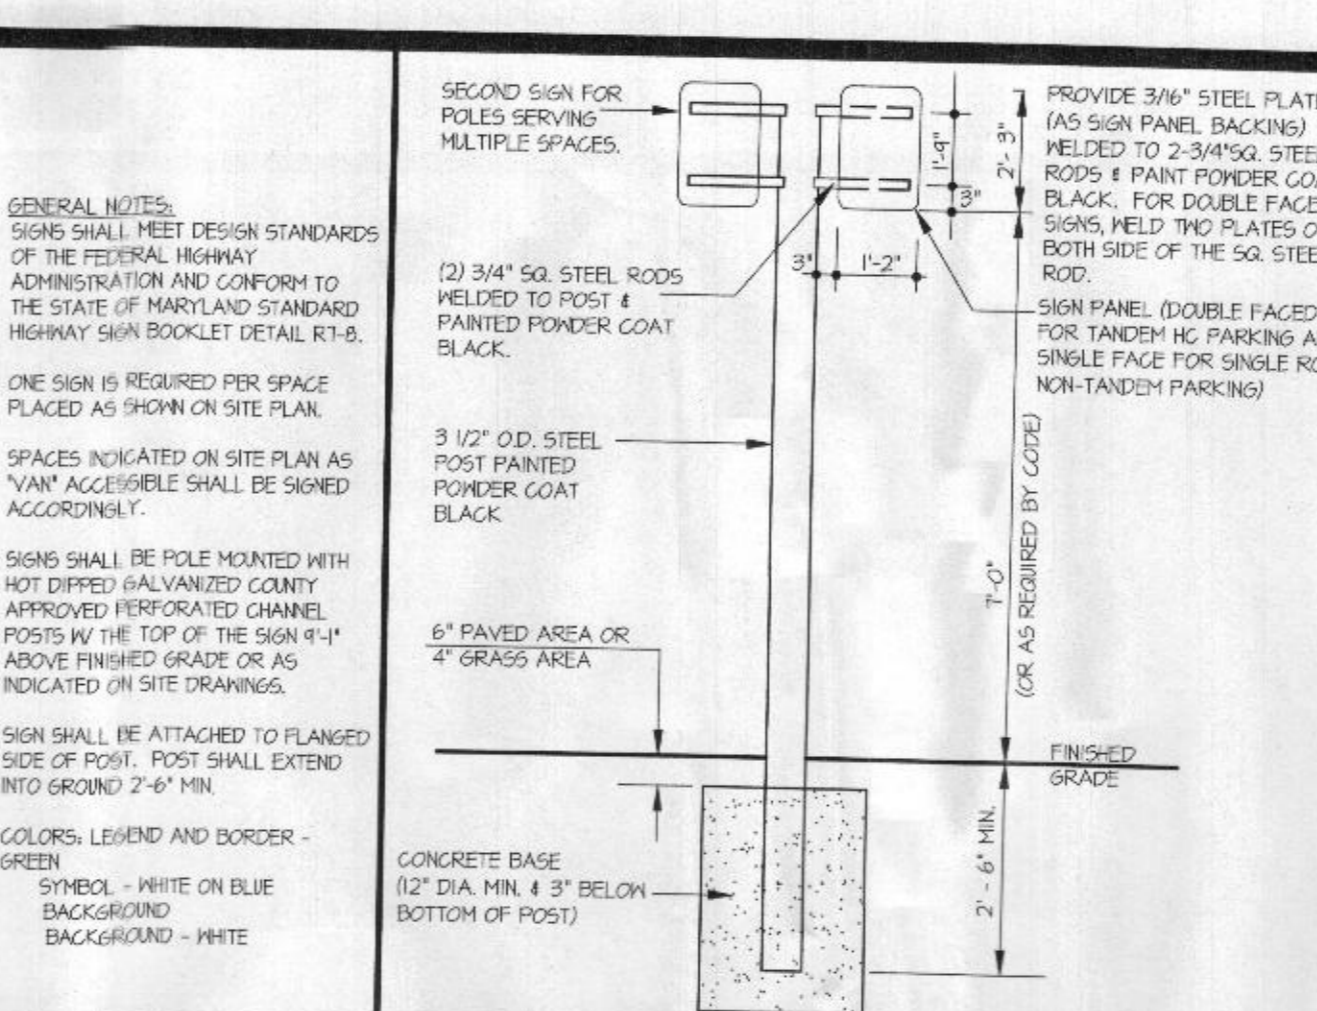 GENERAL NOTES:
SIGNS SHALL MEET DESIGN STANDARDS
OF THE FEDERAL HIGHWAY
ADMINISTRATION AND CONFORM TO
THE STATE OF MARYLAND STANDARD
HIGHWAY SIGN BOOKLET DETAIL R7-8.
ONE SIGN IS REQUIRED PER SPACE
PLACED AS SHOWN ON SITE PLAN.
SPACES INDICATED ON SITE PLAN AS
"VAN" ACCESSIBLE SHALL BE SIGNED
ACCORDINGLY.
SIGNS SHALL BE POLE MOUNTED WITH
HOT DIPPED GALVANIZED COUNTY
APPROVED PERFORATED CHANNEL
POSTS W/ THE TOP OF THE SIGN 9'-1"
ABOVE FINISHED GRADE OR AS
INDICATED ON SITE DRAWINGS.
SIGN SHALL BE ATTACHED TO FLANGED
SIDE OF POST. POST SHALL EXTEND
INTO GROUND 2'-6" MIN.
COLORS: LEGEND AND BORDER -
GREEN
SYMBOL - WHITE ON BLUE
BACKGROUND
BACKGROUND - WHITE
SECOND SIGN FOR
POLES SERVING
MULTIPLE SPACES.
(2) 3/4" SQ. STEEL RODS
WELDED TO POST &
PAINTED POWDER COAT
BLACK.
3 1/2" O.D. STEEL
POST PAINTED
POWDER COAT
BLACK
6" PAVED AREA OR
4" GRASS AREA
CONCRETE BASE
(12" DIA. MIN. & 3" BELOW
BOTTOM OF POST)
1'-9"
2'- 3"
3"
3"
1'-2"
7'-0"
(OR AS REQUIRED BY CODE)
FINISHED
GRADE
2' - 6" MIN.
PROVIDE 3/16" STEEL PLATE
(AS SIGN PANEL BACKING)
WELDED TO 2-3/4"SQ. STEE
RODS & PAINT POWDER CO
BLACK. FOR DOUBLE FACE
SIGNS, WELD TWO PLATES O
BOTH SIDE OF THE SQ. STEE
ROD.
SIGN PANEL (DOUBLE FACED
FOR TANDEM HC PARKING A
SINGLE FACE FOR SINGLE RO
NON-TANDEM PARKING)